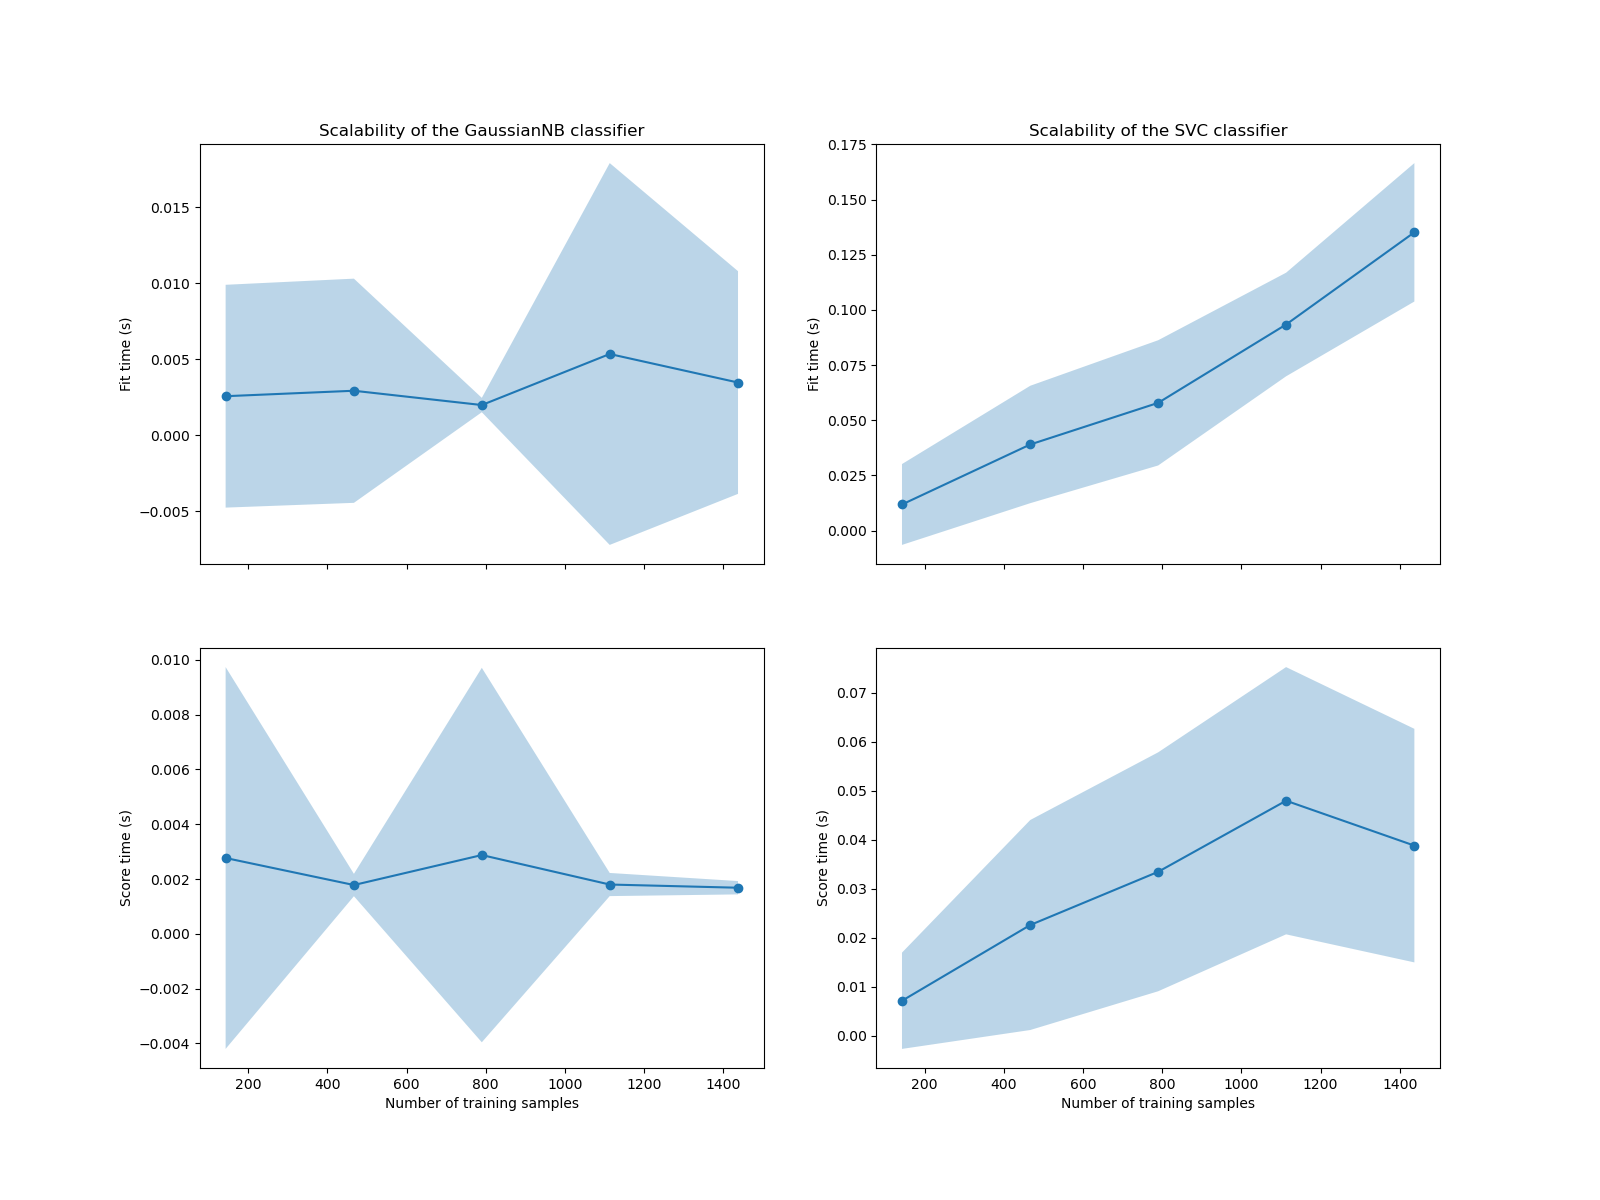 Scalability of the GaussianNB classifier
Fit time (s)
0.015
0.010
0.005
0.000
−0.005
Scalability of the SVC classifier
Fit time (s)
0.175
0.150
0.125
0.100
0.075
0.050
0.025
0.000
Score time (s)
0.010
0.008
0.006
0.004
0.002
0.000
−0.002
−0.004
200 400 600 800 1000 1200 1400
Number of training samples
Score time (s)
0.07
0.06
0.05
0.04
0.03
0.02
0.01
0.00
200 400 600 800 1000 1200 1400
Number of training samples